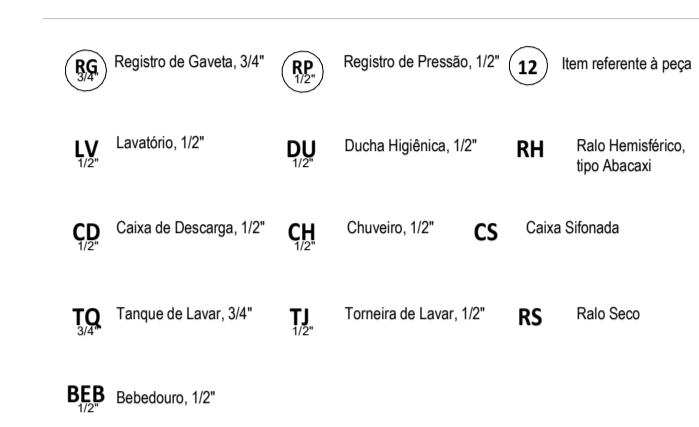 RG 3/4" Registro de Gaveta, 3/4" RP 1/2" Registro de Pressão, 1/2" 12 Item referente à peça
LV 1/2" Lavatório, 1/2" DU 1/2" Ducha Higiênica, 1/2" RH Ralo Hemisférico,
tipo Abacaxi
CD 1/2" Caixa de Descarga, 1/2" CH 1/2" Chuveiro, 1/2" CS Caixa Sifonada
TQ 3/4" Tanque de Lavar, 3/4" TJ 1/2" Torneira de Lavar, 1/2" RS Ralo Seco
BEB 1/2" Bebedouro, 1/2"